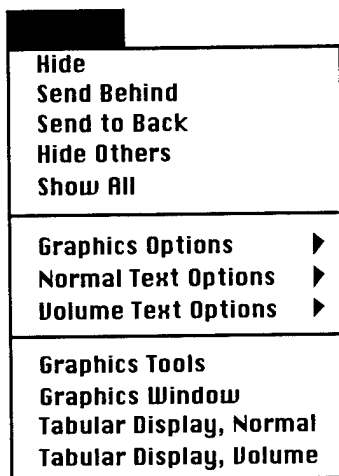 Hide
Send Behind
Send to Back
Hide Others
Show All
Graphics Options
Normal Text Options
Volume Text Options
Graphics Tools
Graphics Window
Tabular Display, Normal
Tabular Display, Volume